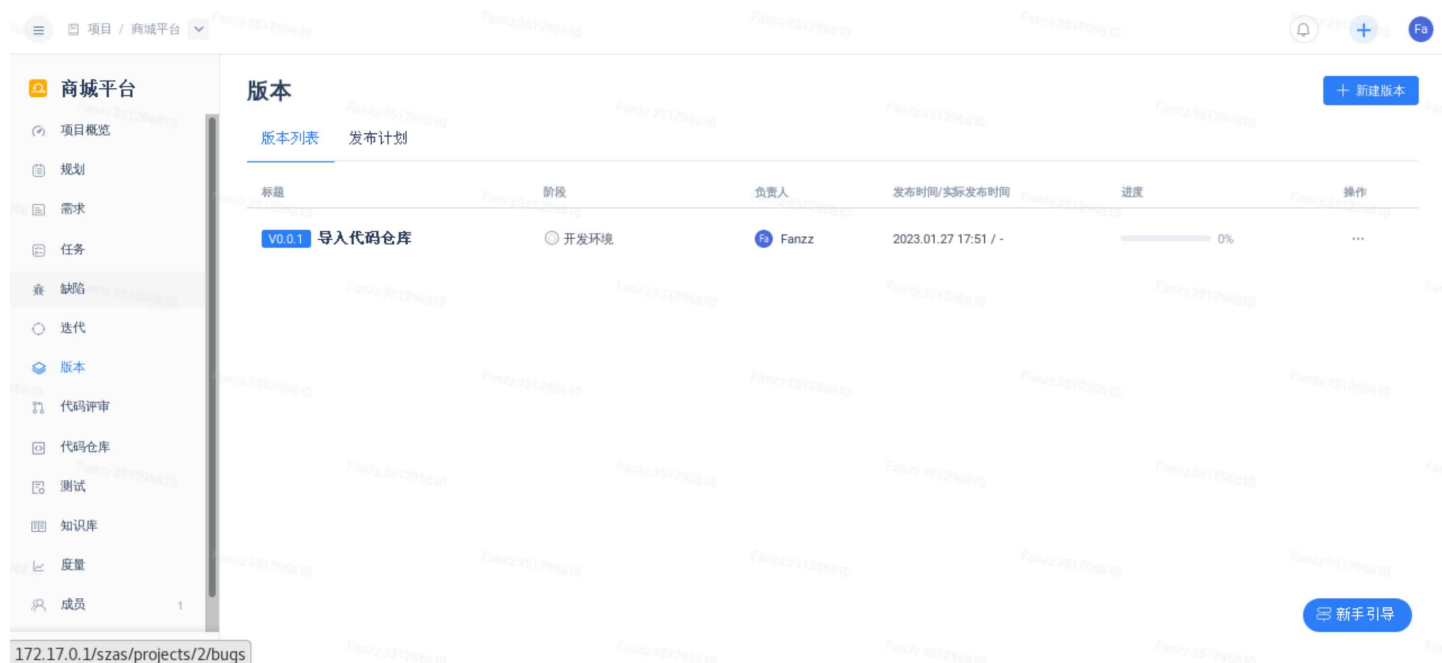 项目 / 商城平台
Fa
商城平台
项目概览
规划
需求
任务
缺陷
迭代
版本
代码评审
代码仓库
测试
知识库
度量
成员 1
版本
+ 新建版本
版本列表 发布计划
标题 阶段 负责人 发布时间/实际发布时间 进度 操作
V0.0.1 导入代码仓库 开发环境 Fa Fanzz 2023.01.27 17:51 / - 0% ...
新手引导
172.17.0.1/szas/projects/2/bugs